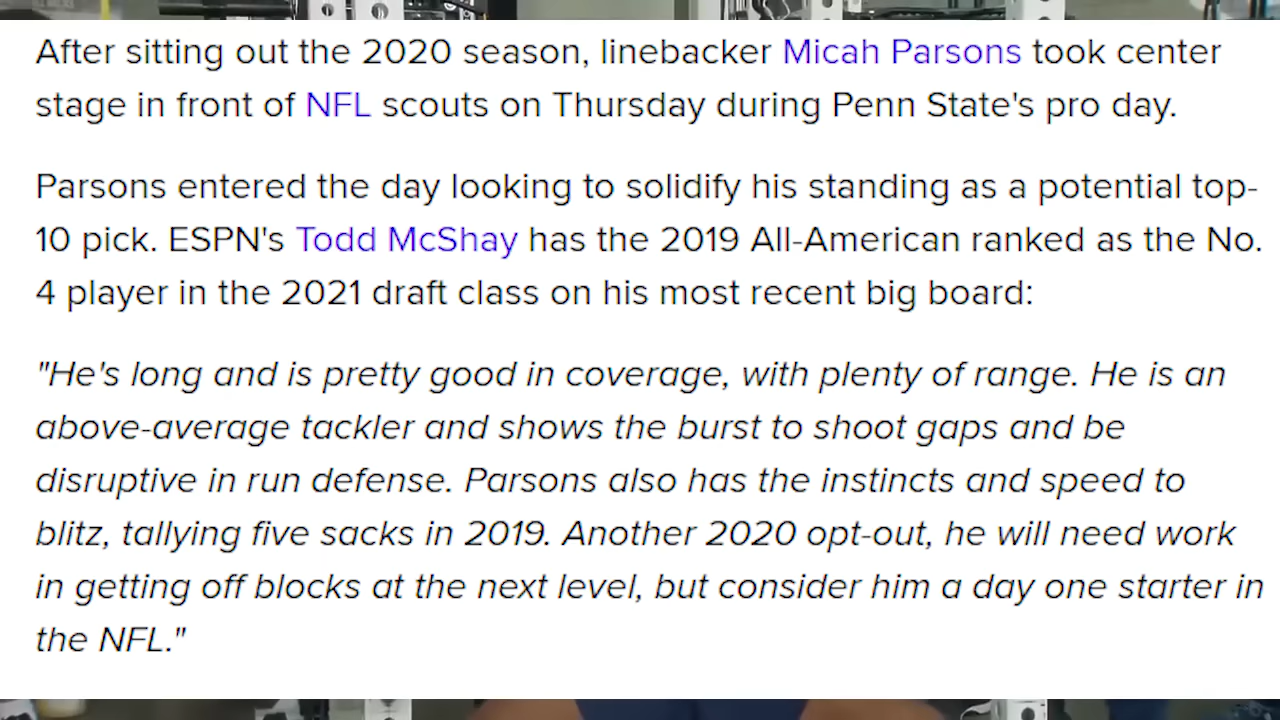 After sitting out the 2020 season, linebacker Micah Parsons took center
stage in front of NFL scouts on Thursday during Penn State's pro day.
Parsons entered the day looking to solidify his standing as a potential top-
10 pick. ESPN's Todd McShay has the 2019 All-American ranked as the No.
4 player in the 2021 draft class on his most recent big board:
"He's long and is pretty good in coverage, with plenty of range. He is an
above-average tackler and shows the burst to shoot gaps and be
disruptive in run defense. Parsons also has the instincts and speed to
blitz, tallying five sacks in 2019. Another 2020 opt-out, he will need work
in getting off blocks at the next level, but consider him a day one starter in
the NFL."